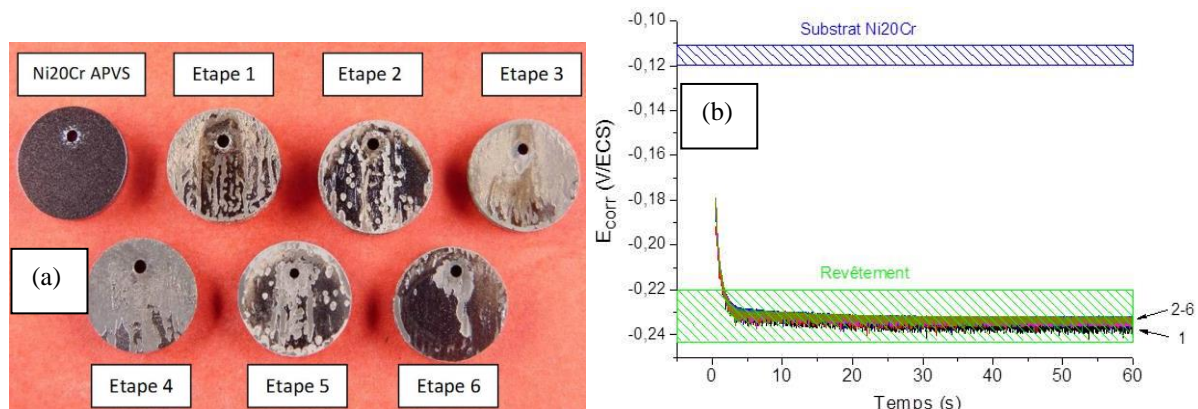 Ni20Cr APVS
Etape 1
Etape 2
Etape 3
(a)
Etape 4
Etape 5
Etape 6
-0,10
-0,12
-0,14
-0,16
-0,18
-0,20
-0,22
-0,24
E_corr (V/ECS)
Substrat Ni20Cr
(b)
Revêtement
2-6
1
0 10 20 30 40 50 60
Temps (s)